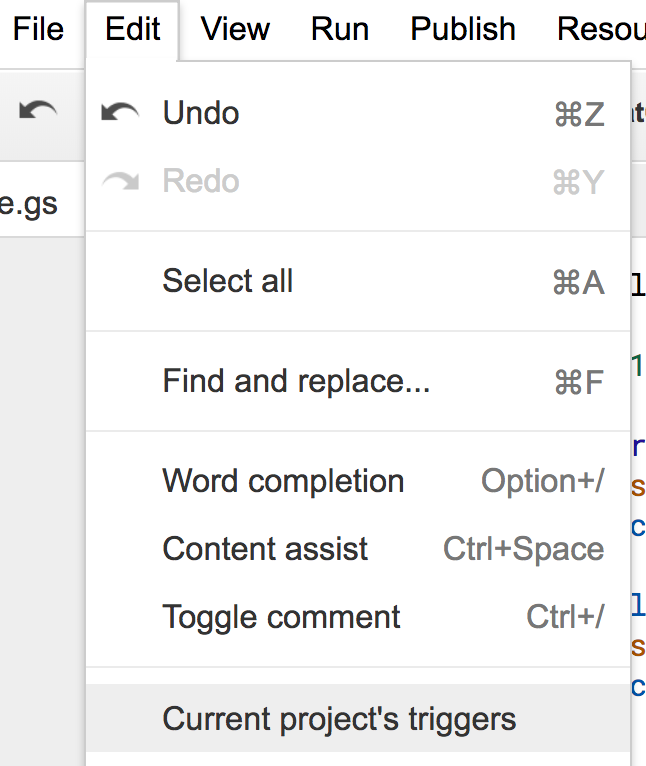 File Edit View Run Publish
Undo ⌘Z
Redo ⌘Y
e.gs
Select all ⌘A
Find and replace... ⌘F
Word completion Option+/
Content assist Ctrl+Space
Toggle comment Ctrl+/
Current project's triggers